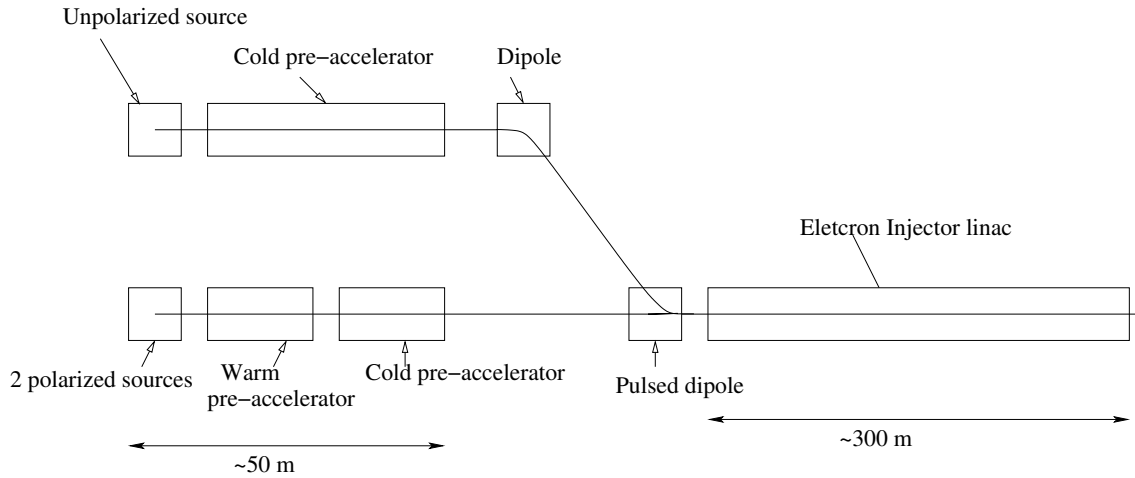 Unpolarized source
Cold pre−accelerator
Dipole
Eletcron Injector linac
2 polarized sources
Warm
pre−accelerator
Cold pre−accelerator
Pulsed dipole
~50 m
~300 m